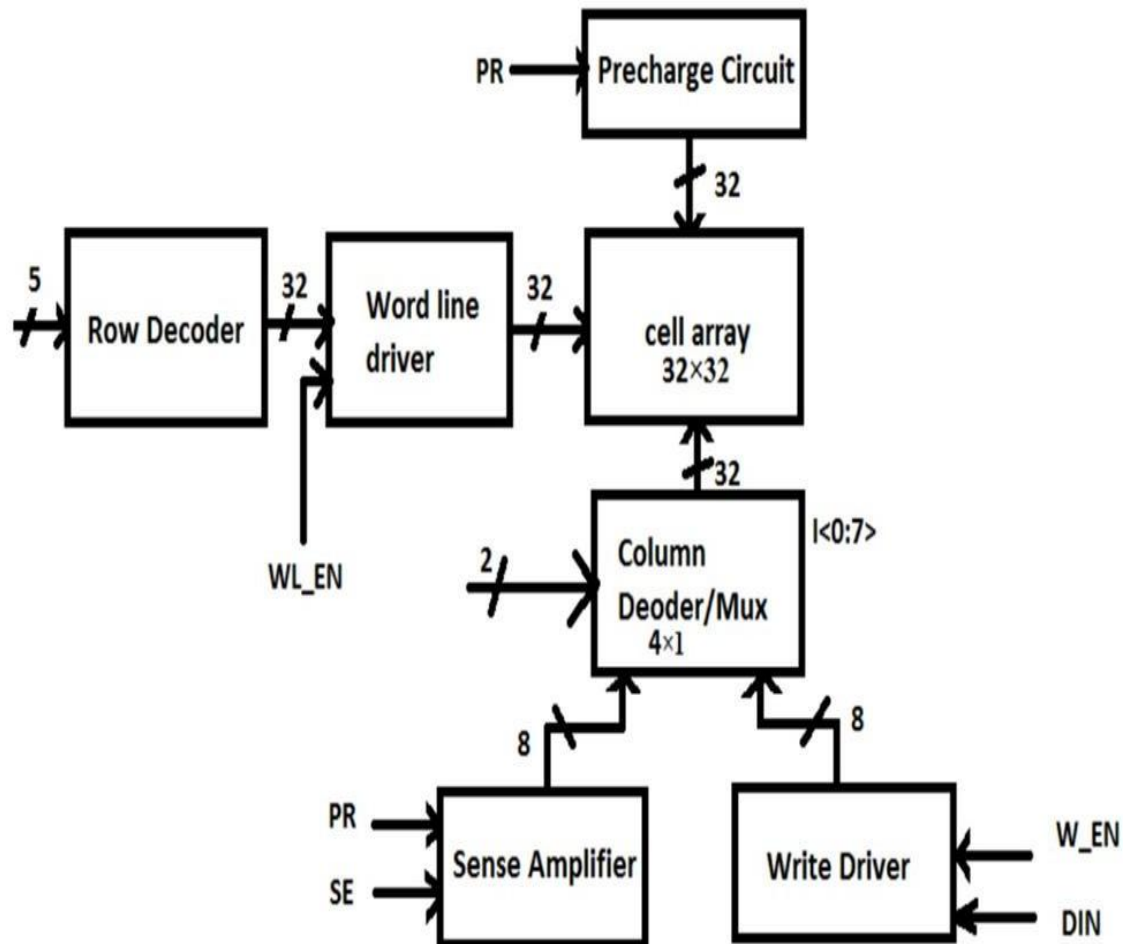 PR
Precharge Circuit
32
5
Row Decoder
32
Word line
driver
32
cell array
32×32
WL_EN
32
I<0:7>
2
Column
Deoder/Mux
4×1
8
8
PR
SE
Sense Amplifier
Write Driver
W_EN
DIN